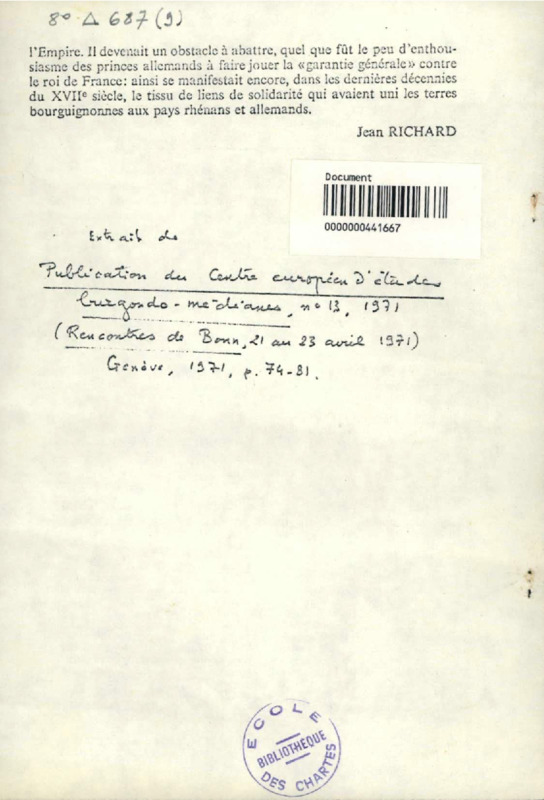 8° Δ 687 (9)
l'Empire. Il devenait un obstacle à abattre, quel que fût le peu d'enthou-
siasme des princes allemands à faire jouer la «garantie générale» contre
le roi de France: ainsi se manifestait encore, dans les dernières décennies
du XVIIe siècle, le tissu de liens de solidarité qui avaient uni les terres
bourguignonnes aux pays rhénans et allemands.
Jean RICHARD
Document
0000000441667
Extrait de
Publication du Centre européen d'études
burgondo-médianes, n° 13, 1971
(Rencontres de Bonn, 21 au 23 avril 1971)
Genève, 1971, p. 74-81.
ECOLE
BIBLIOTHÈQUE
DES CHARTES